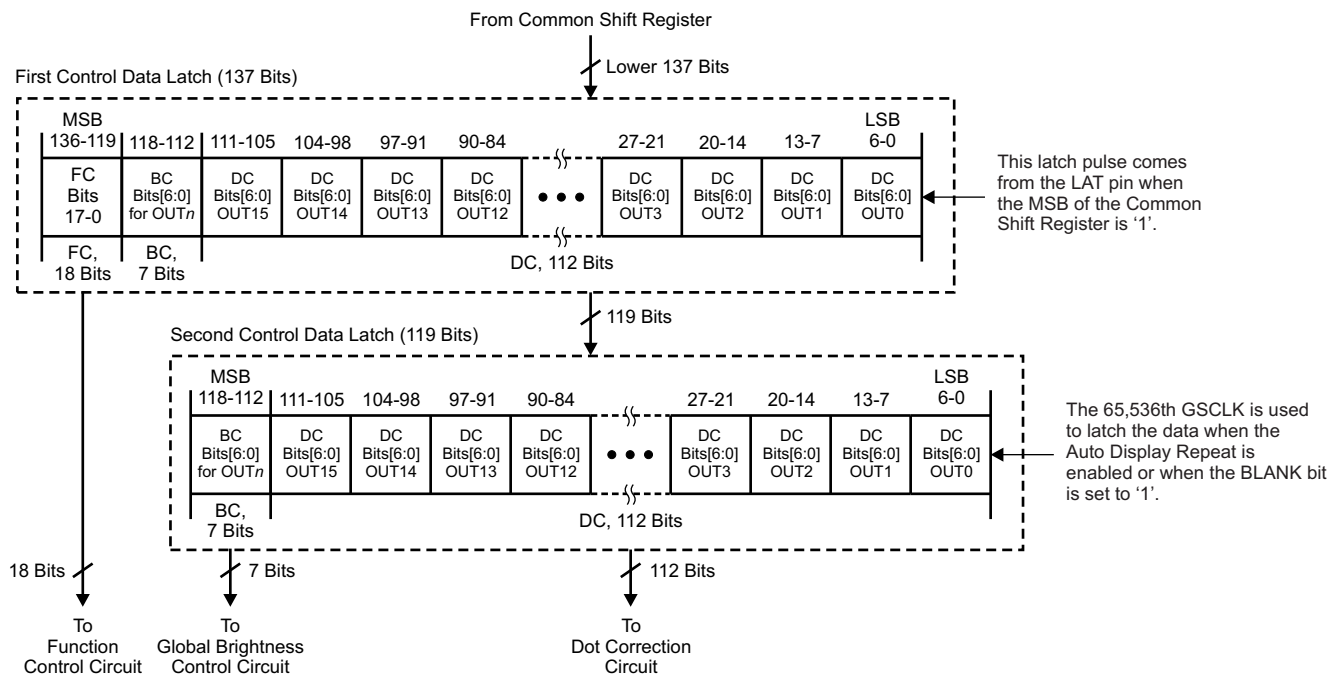 From Common Shift Register
Lower 137 Bits
First Control Data Latch (137 Bits)
MSB LSB
136-119 118-112 111-105 104-98 97-91 90-84 27-21 20-14 13-7 6-0
FC BC DC DC DC DC DC DC DC DC
Bits Bits[6:0] Bits[6:0] Bits[6:0] Bits[6:0] Bits[6:0] ••• Bits[6:0] Bits[6:0] Bits[6:0] Bits[6:0]
17-0 for OUTn OUT15 OUT14 OUT13 OUT12 OUT3 OUT2 OUT1 OUT0
FC, BC, DC, 112 Bits
18 Bits 7 Bits
This latch pulse comes
from the LAT pin when
the MSB of the Common
Shift Register is ‘1’.
119 Bits
Second Control Data Latch (119 Bits)
MSB LSB
118-112 111-105 104-98 97-91 90-84 27-21 20-14 13-7 6-0
BC DC DC DC DC DC DC DC DC
Bits[6:0] Bits[6:0] Bits[6:0] Bits[6:0] Bits[6:0] ••• Bits[6:0] Bits[6:0] Bits[6:0] Bits[6:0]
for OUTn OUT15 OUT14 OUT13 OUT12 OUT3 OUT2 OUT1 OUT0
BC, DC, 112 Bits
7 Bits
The 65,536th GSCLK is used
to latch the data when the
Auto Display Repeat is
enabled or when the BLANK bit
is set to ‘1’.
18 Bits 7 Bits 112 Bits
To
Function
Control Circuit
To
Global Brightness
Control Circuit
To
Dot Correction
Circuit